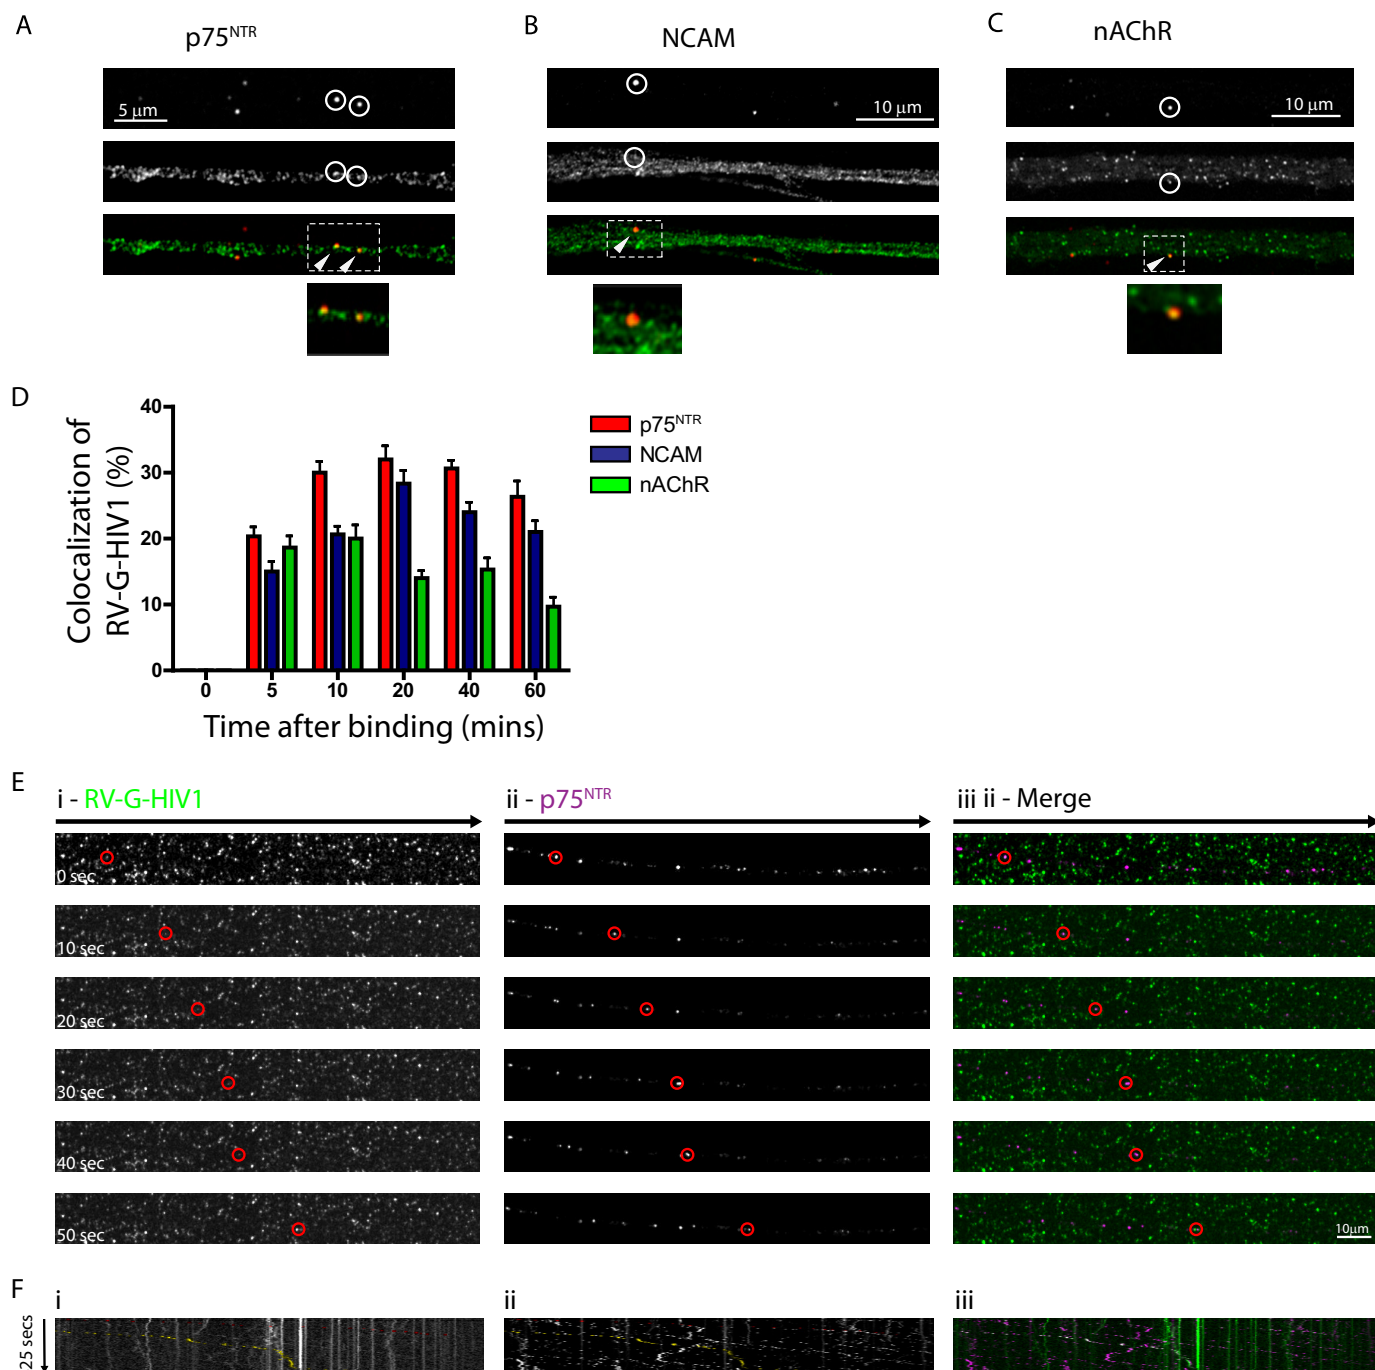 A
p75NTR
B
NCAM
C
nAChR
5 μm
10 μm
10 μm
D
Colocalization of
RV-G-HIV1 (%)
40
30
20
10
0
0 5 10 20 40 60
Time after binding (mins)
p75NTR
NCAM
nAChR
E
i - RV-G-HIV1
ii - p75NTR
iii ii - Merge
0 sec
10 sec
20 sec
30 sec
40 sec
50 sec
10μm
F
i
ii
iii
25 secs